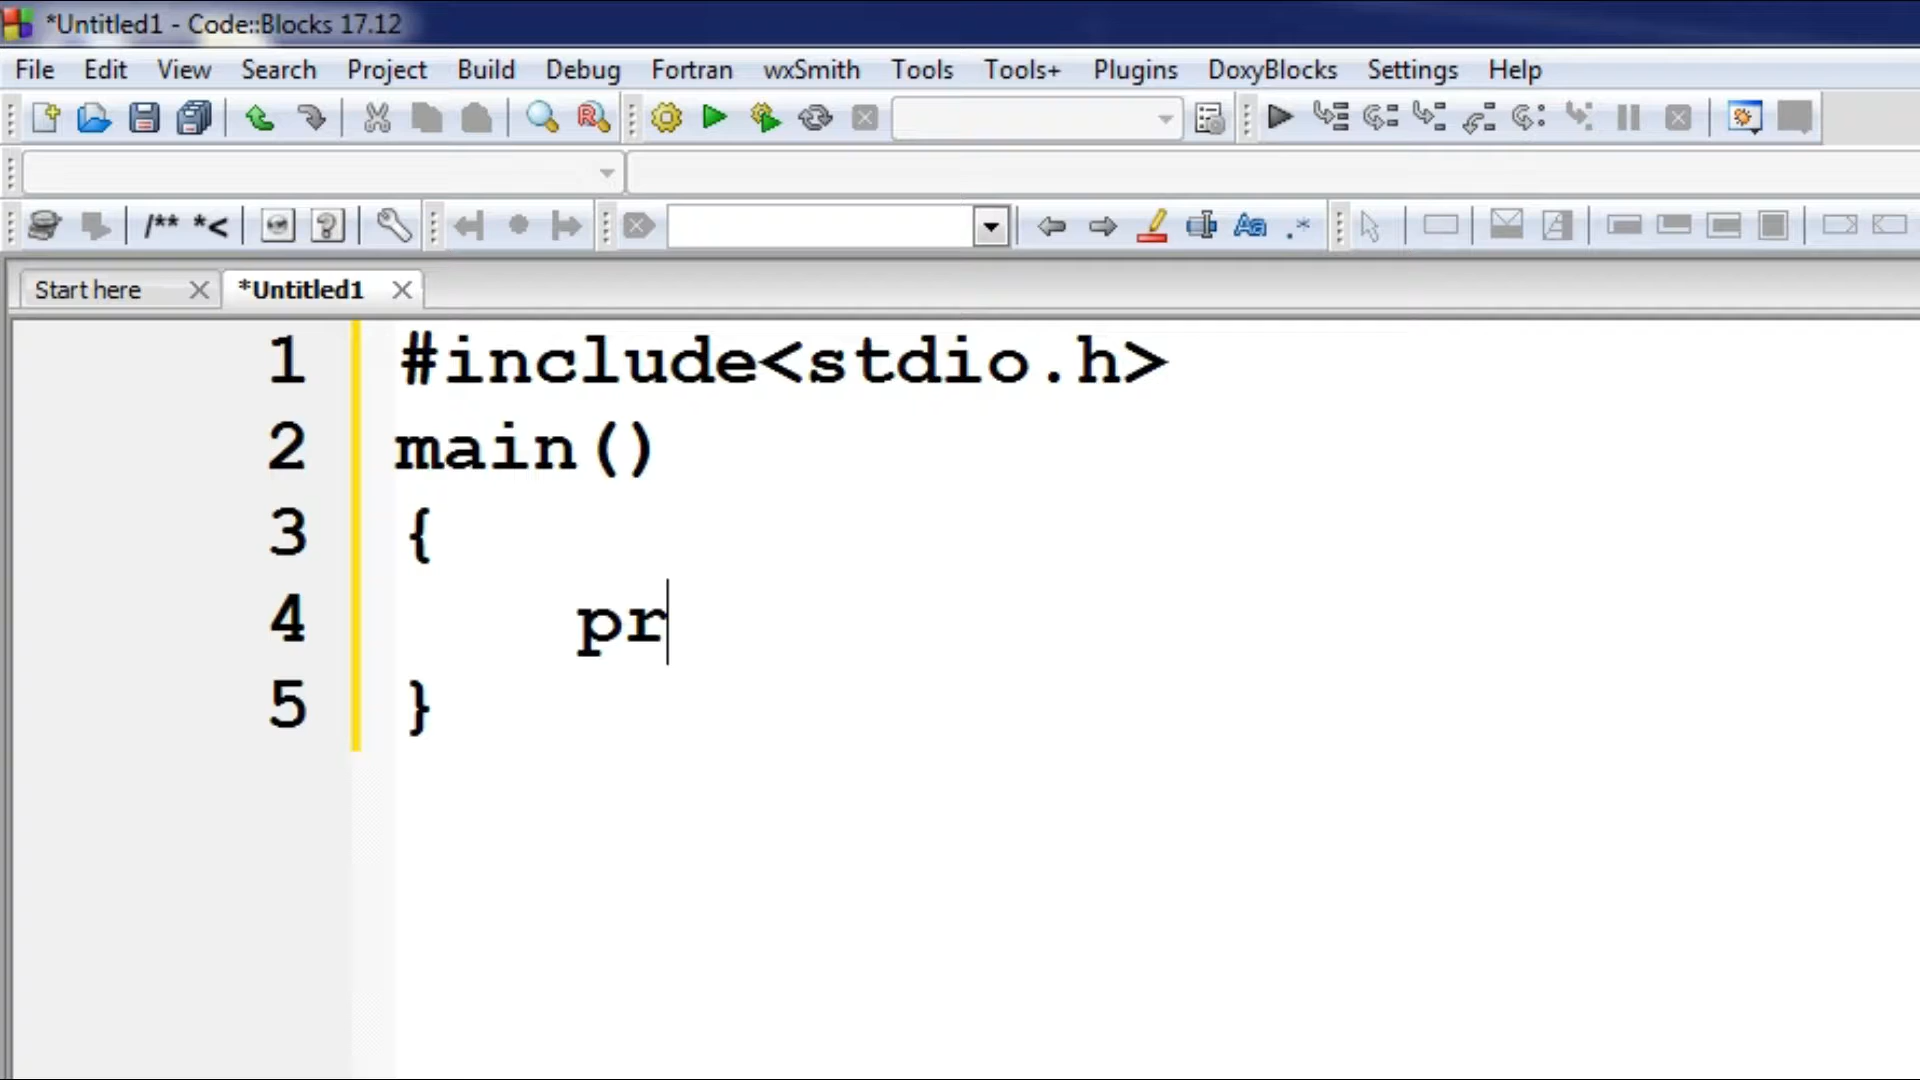 *Untitled1 - Code::Blocks 17.12
File Edit View Search Project Build Debug Fortran wxSmith Tools Tools+ Plugins DoxyBlocks Settings Help
/** *<
Start here *Untitled1
1 #include<stdio.h>
2 main()
3 {
4 pr
5 }